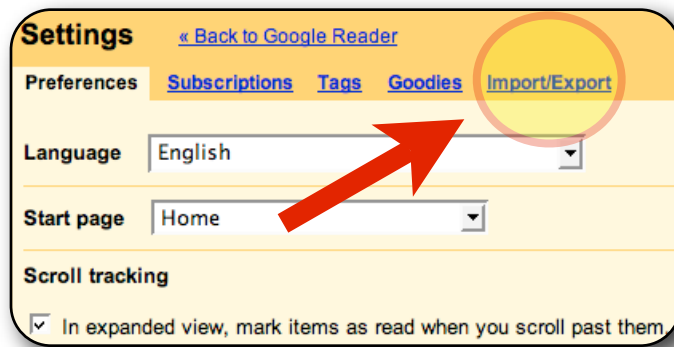 Settings « Back to Google Reader
Preferences Subscriptions Tags Goodies Import/Export
Language English
Start page Home
Scroll tracking
In expanded view, mark items as read when you scroll past them.